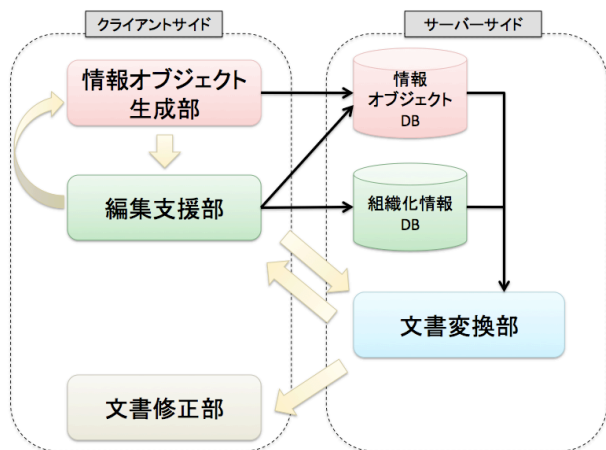 クライアントサイド
サーバーサイド
情報オブジェクト
生成部
情報
オブジェクト
DB
編集支援部
組織化情報
DB
文書変換部
文書修正部